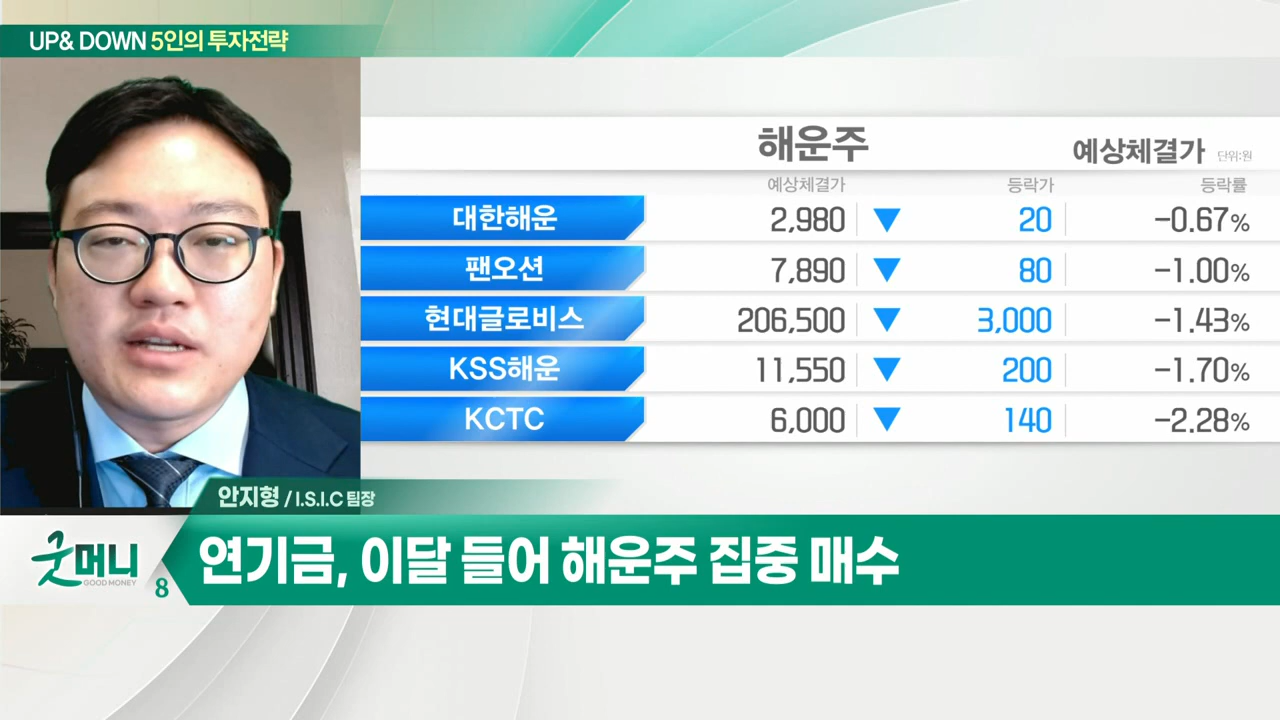 UP& DOWN 5인의 투자전략
해운주 예상체결가 단위:원
예상체결가 등락가 등락률
대한해운 2,980 ▼ 20 -0.67%
팬오션 7,890 ▼ 80 -1.00%
현대글로비스 206,500 ▼ 3,000 -1.43%
KSS해운 11,550 ▼ 200 -1.70%
KCTC 6,000 ▼ 140 -2.28%
안지형 / I.S.I.C 팀장
굿머니
GOOD MONEY
8
연기금, 이달 들어 해운주 집중 매수